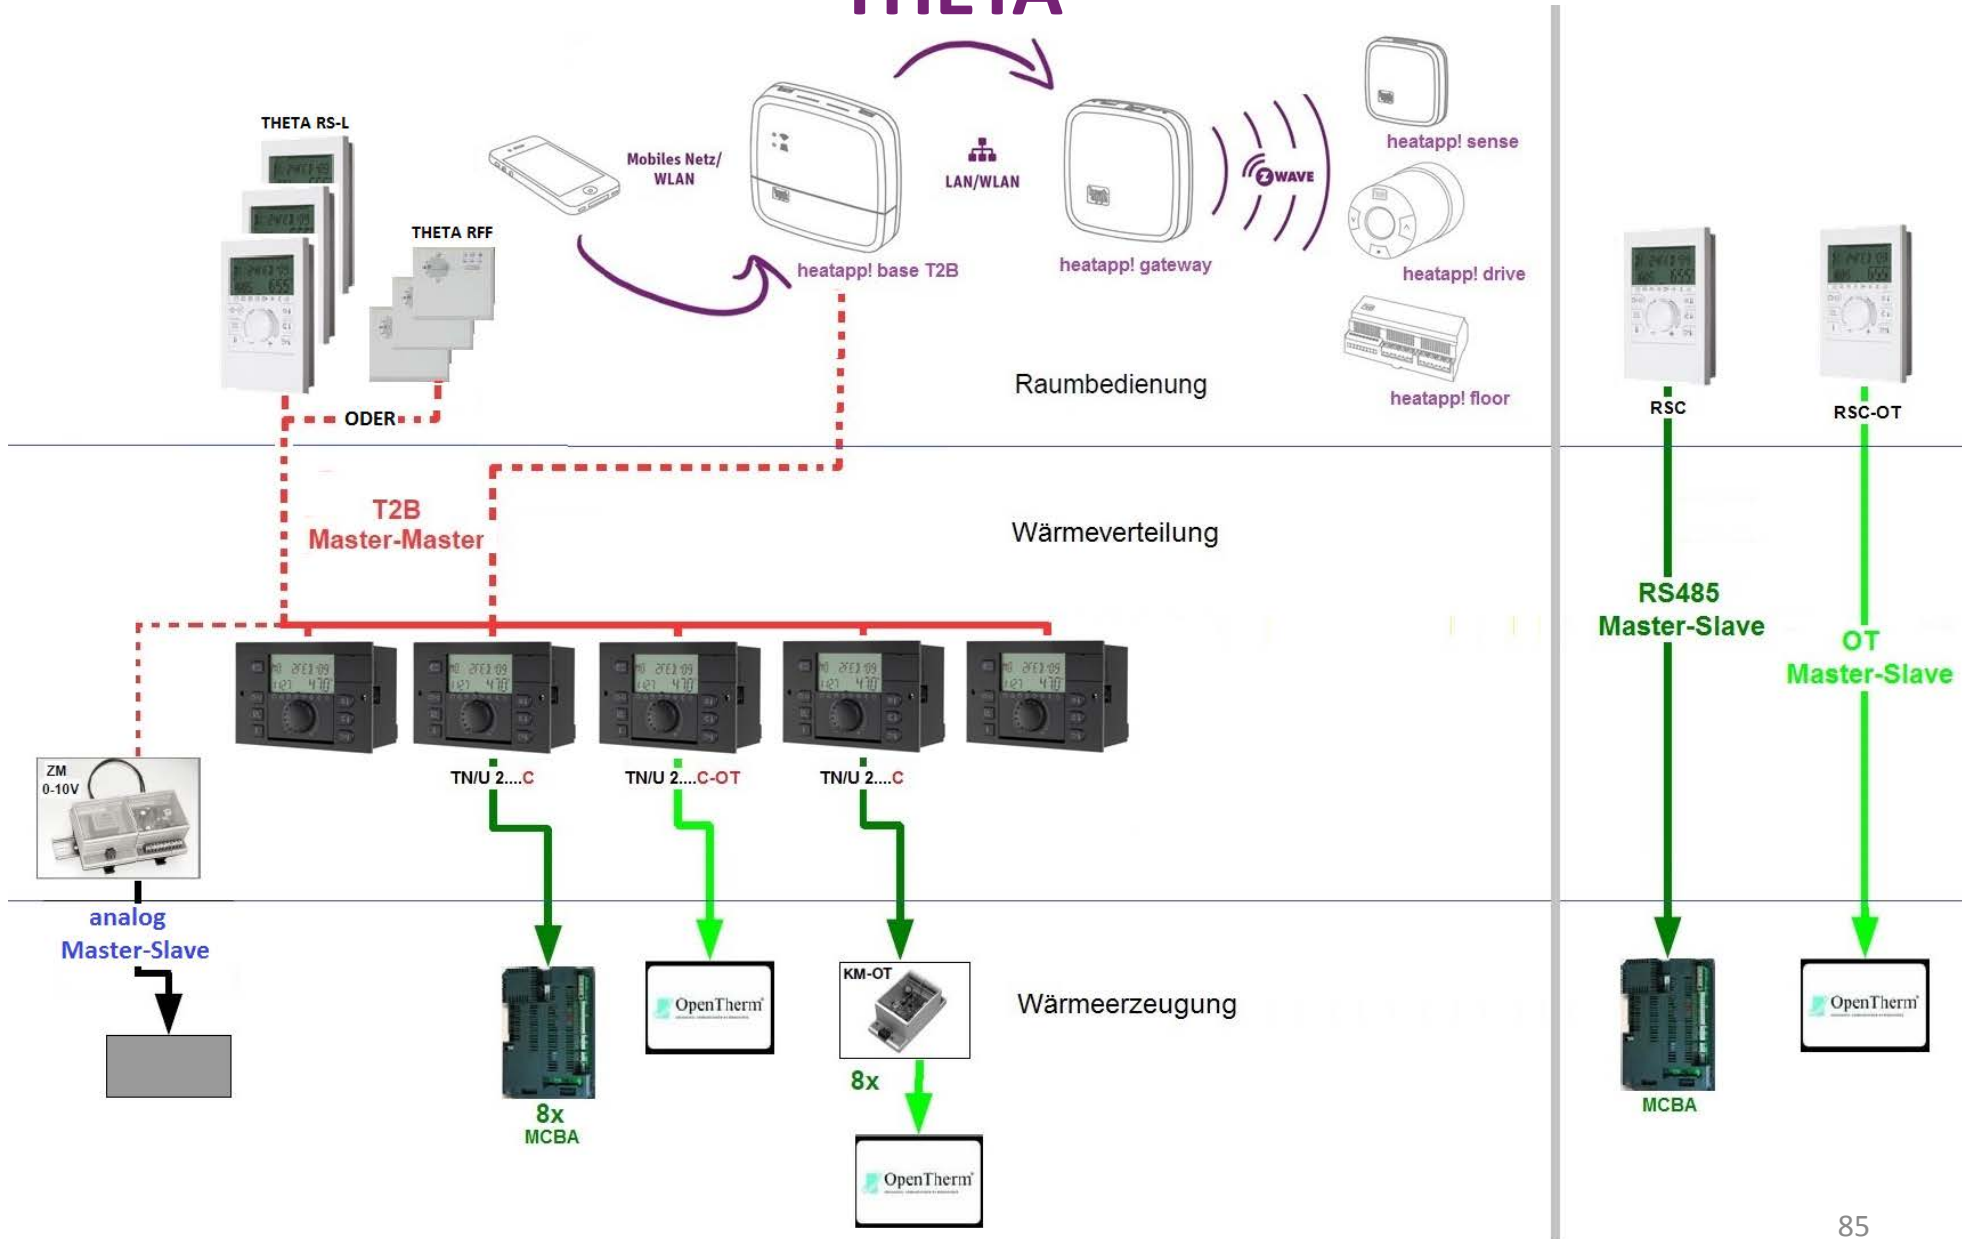 THETA
THETA RS-L
THETA RFF
Mobiles Netz/
WLAN
heatapp! base T2B
LAN/WLAN
heatapp! gateway
ZWAVE
heatapp! sense
heatapp! drive
heatapp! floor
ODER
Raumbedienung
RSC
RSC-OT
T2B
Master-Master
Wärmeverteilung
RS485
Master-Slave
OT
Master-Slave
ZM
0-10V
TN/U 2....C
TN/U 2....C-OT
TN/U 2....C
analog
Master-Slave
8x
MCBA
OpenTherm®
KM-OT
8x
OpenTherm®
Wärmeerzeugung
MCBA
OpenTherm®
85